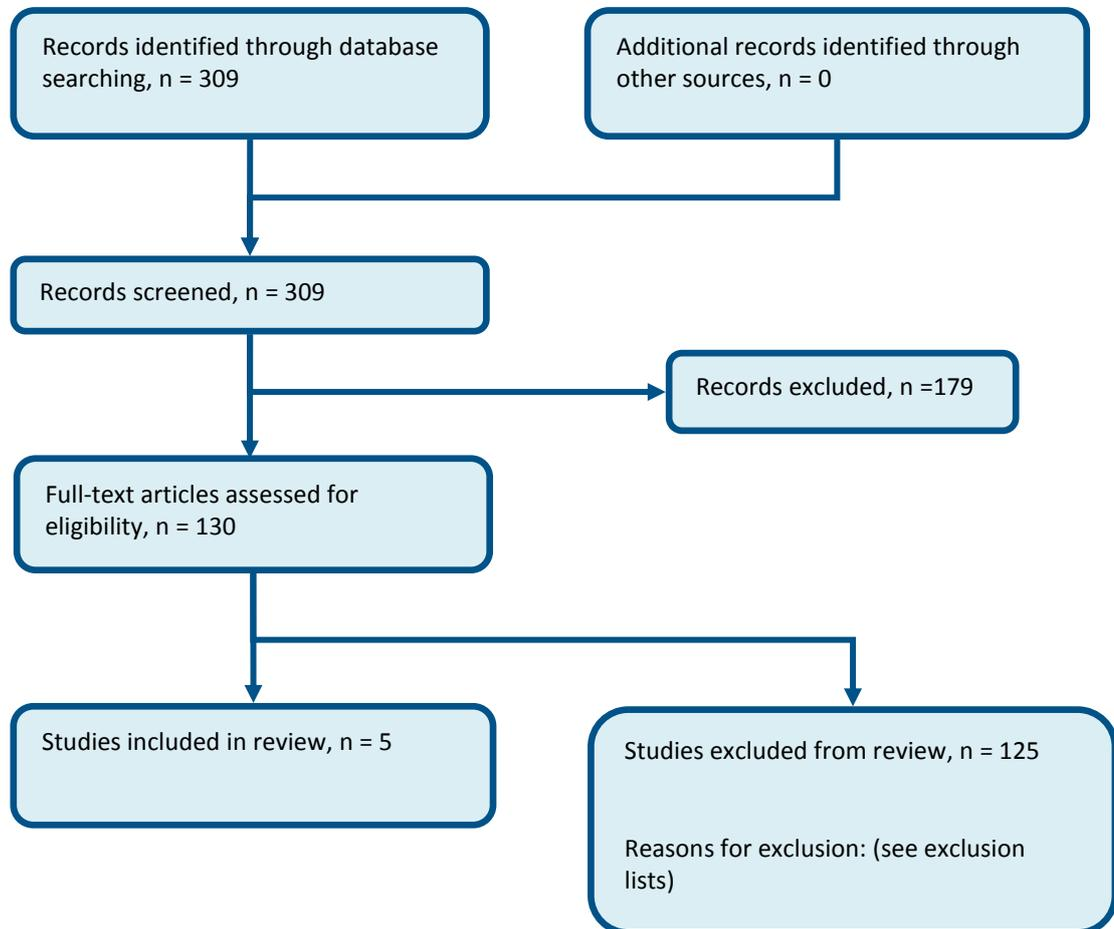 Records identified through database
searching, n = 309
Additional records identified through
other sources, n = 0
Records screened, n = 309
Records excluded, n =179
Full-text articles assessed for
eligibility, n = 130
Studies included in review, n = 5
Studies excluded from review, n = 125
Reasons for exclusion: (see exclusion
lists)